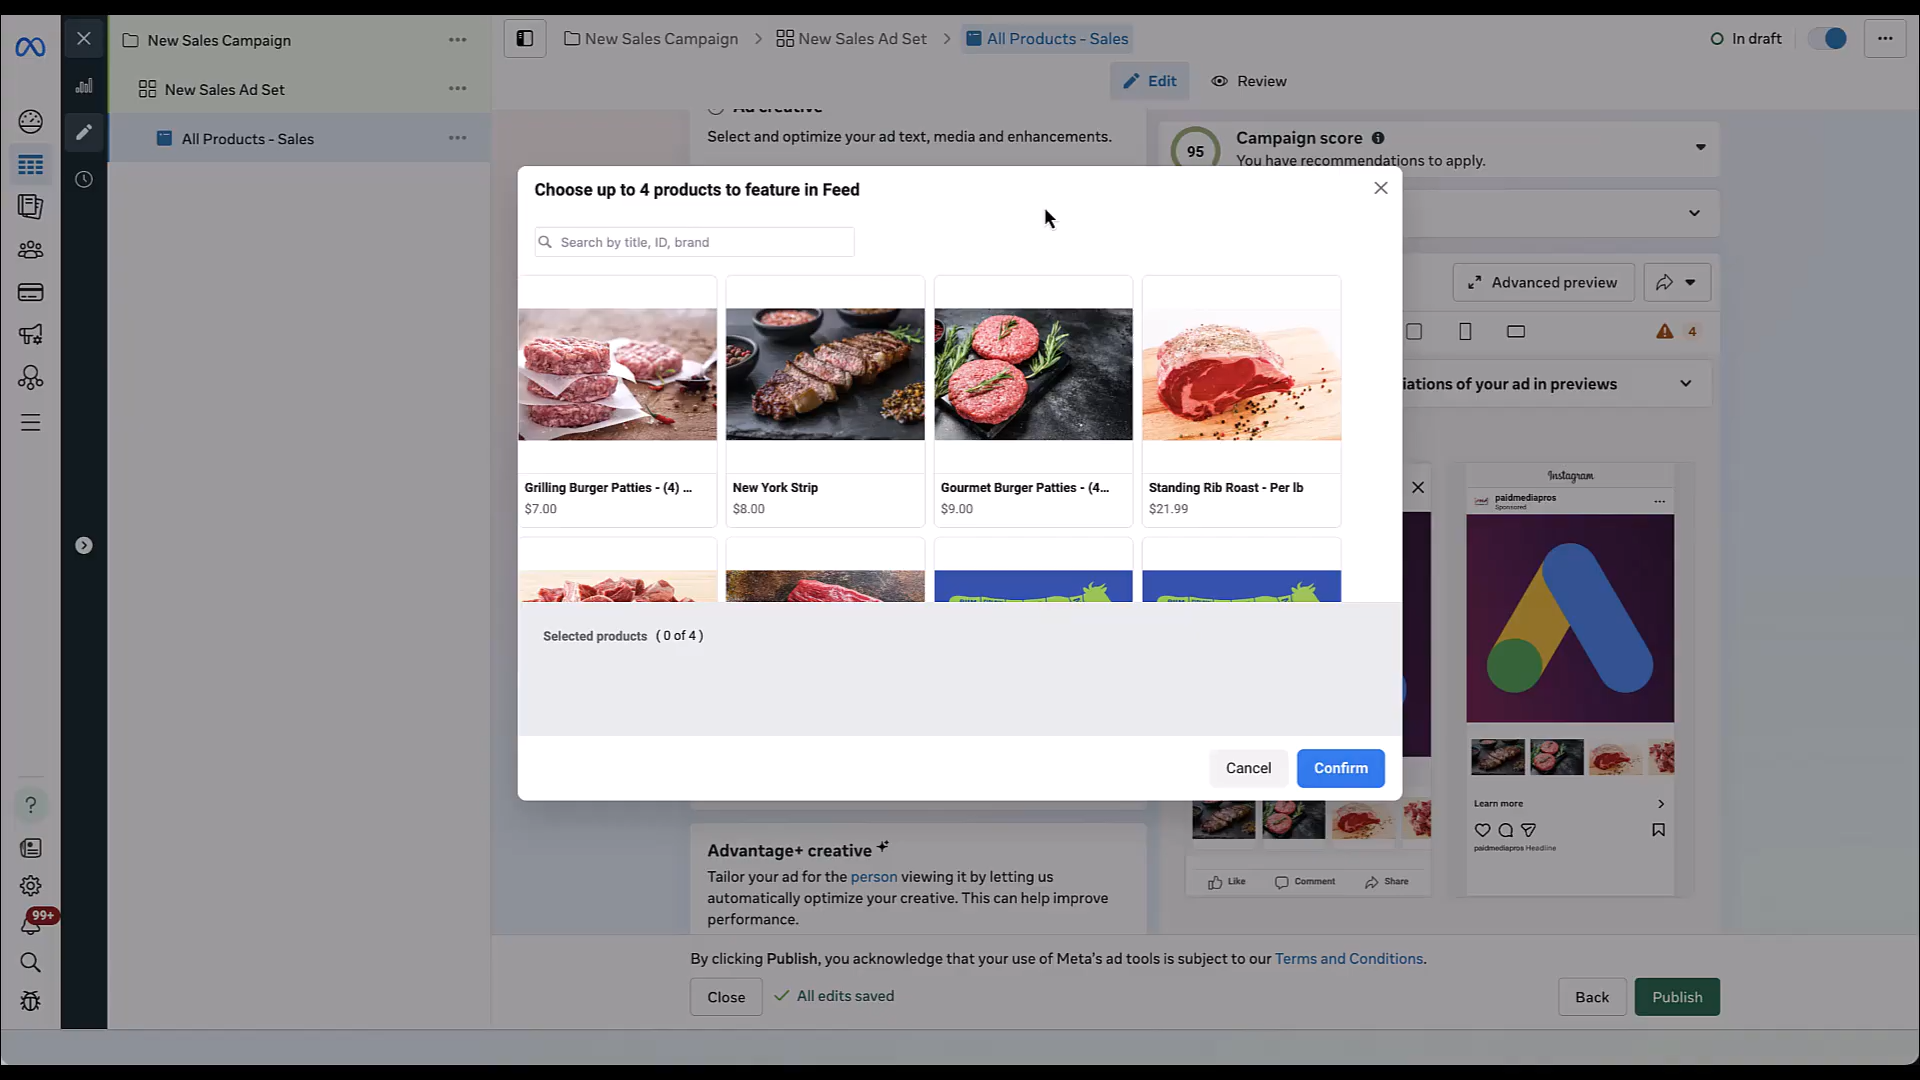 New Sales Campaign
New Sales Ad Set
All Products - Sales
New Sales Campaign
New Sales Ad Set
All Products - Sales
In draft
Edit
Review
Ad creative
Select and optimize your ad text, media and enhancements.
95
Campaign score
You have recommendations to apply.
Choose up to 4 products to feature in Feed
Search by title, ID, brand
Advanced preview
4
iations of your ad in previews
Grilling Burger Patties - (4) ...
$7.00
New York Strip
$8.00
Gourmet Burger Patties - (4...
$9.00
Standing Rib Roast - Per lb
$21.99
Selected products ( 0 of 4 )
Cancel
Confirm
Instagram
paidmediapros
Sponsored
Learn more
paidmediapros Headline
Like
Comment
Share
Advantage+ creative
Tailor your ad for the person viewing it by letting us
automatically optimize your creative. This can help improve
performance.
By clicking Publish, you acknowledge that your use of Meta's ad tools is subject to our Terms and Conditions.
Close
All edits saved
Back
Publish
99+